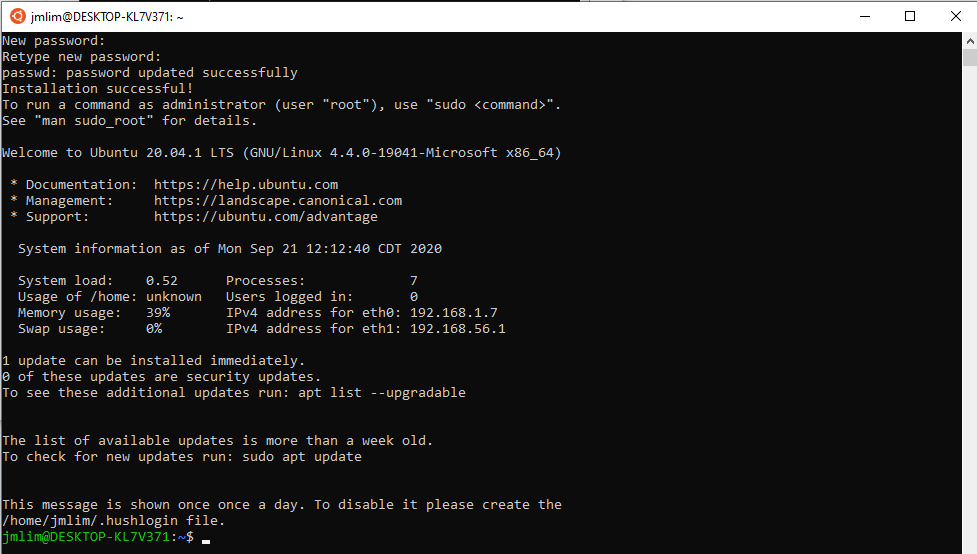 jmlim@DESKTOP-KL7V371: ~
New password:
Retype new password:
passwd: password updated successfully
Installation successful!
To run a command as administrator (user "root"), use "sudo <command>".
See "man sudo_root" for details.
Welcome to Ubuntu 20.04.1 LTS (GNU/Linux 4.4.0-19041-Microsoft x86_64)
* Documentation:  https://help.ubuntu.com
* Management:     https://landscape.canonical.com
* Support:        https://ubuntu.com/advantage
System information as of Mon Sep 21 12:12:40 CDT 2020
System load:    0.52      Processes:             7
Usage of /home: unknown   Users logged in:       0
Memory usage:   39%       IPv4 address for eth0: 192.168.1.7
Swap usage:     0%        IPv4 address for eth1: 192.168.56.1
1 update can be installed immediately.
0 of these updates are security updates.
To see these additional updates run: apt list --upgradable
The list of available updates is more than a week old.
To check for new updates run: sudo apt update
This message is shown once once a day. To disable it please create the
/home/jmlim/.hushlogin file.
jmlim@DESKTOP-KL7V371:~$ _